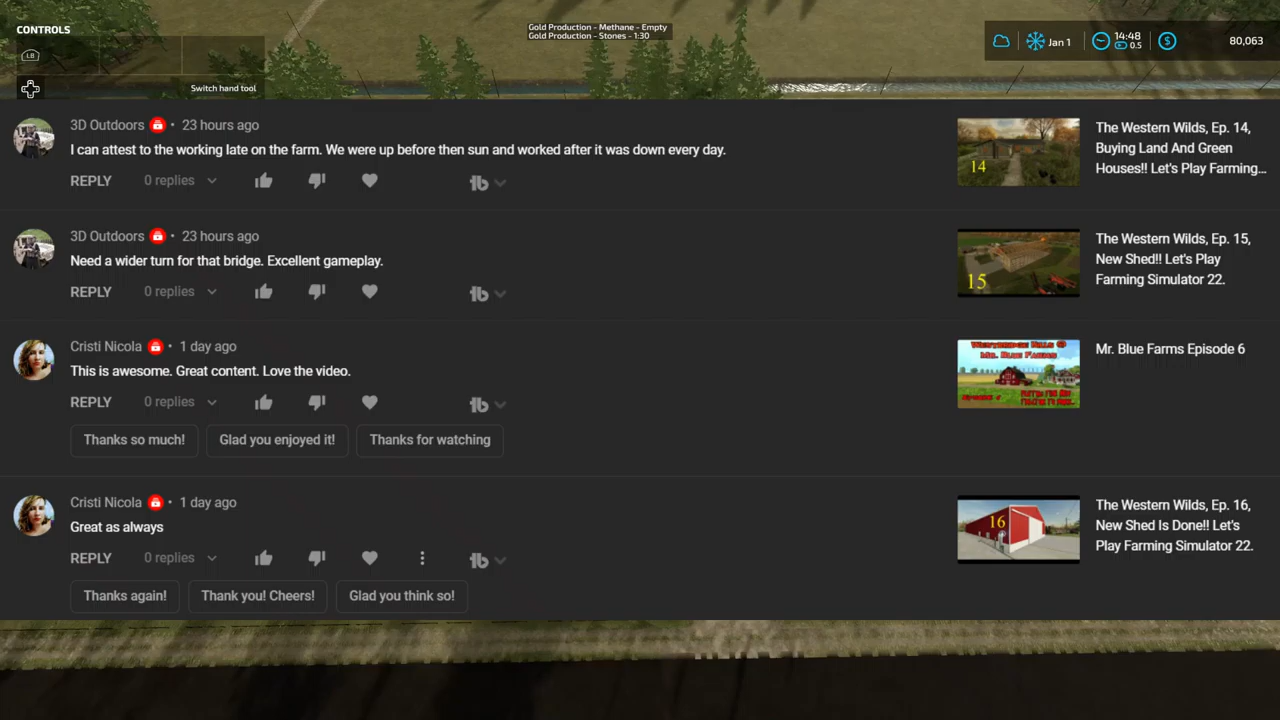 CONTROLS
LB
Switch hand tool
Gold Production - Methane - Empty
Gold Production - Stones - 1:30
Jan 1
14:48
0.5
80,063
3D Outdoors • 23 hours ago
I can attest to the working late on the farm. We were up before then sun and worked after it was down every day.
REPLY 0 replies
The Western Wilds, Ep. 14,
Buying Land And Green
Houses!! Let's Play Farming...
14
3D Outdoors • 23 hours ago
Need a wider turn for that bridge. Excellent gameplay.
REPLY 0 replies
The Western Wilds, Ep. 15,
New Shed!! Let's Play
Farming Simulator 22.
15
Cristi Nicola • 1 day ago
This is awesome. Great content. Love the video.
REPLY 0 replies
Thanks so much! Glad you enjoyed it! Thanks for watching
Mr. Blue Farms Episode 6
Mr. Blue Farms
Cristi Nicola • 1 day ago
Great as always
REPLY 0 replies
Thanks again! Thank you! Cheers! Glad you think so!
The Western Wilds, Ep. 16,
New Shed Is Done!! Let's
Play Farming Simulator 22.
16